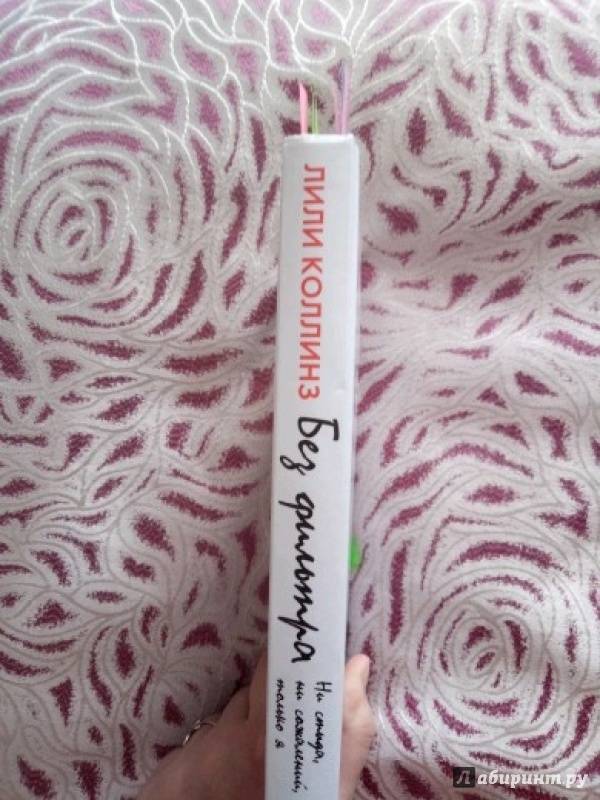 ЛИЛИ КОЛЛИНЗ
Без фильтра
Ни стыда,
ни сожалений,
только я
Лабиринт.ру